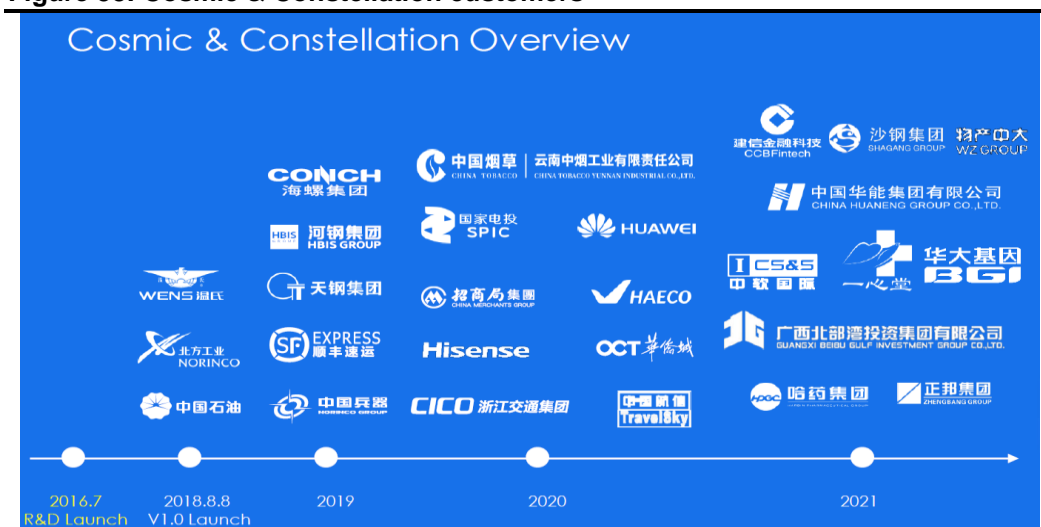 Cosmic & Constellation Overview
WENS 温氏
北方工业
NORINCO
中国石油
CONCH
海螺集团
HBIS
河钢集团
HBIS GROUP
天钢集团
SF EXPRESS
顺丰速运
中国兵器
NORINCO GROUP
中国烟草
CHINA TOBACCO
云南中烟工业有限责任公司
CHINA TOBACCO YUNNAN INDUSTRIAL CO.,LTD.
国家电投
SPIC
HUAWEI
招商局集團
CHINA MERCHANTS GROUP
HAECO
Hisense
OCT 華僑城
CICO 浙江交通集团
中国航信
TravelSky
建信金融科技
CCBFintech
沙钢集团
SHAGANG GROUP
物产中大
WZ GROUP
中国华能集团有限公司
CHINA HUANENG GROUP CO.,LTD.
ICS&S
中软国际
一心堂
华大基因
BGI
广西北部湾投资集团有限公司
GUANGXI BEIBU GULF INVESTMENT GROUP CO.,LTD.
HPGC
哈药集团
正邦集团
ZHENGBANG GROUP
2016.7
R&D Launch
2018.8.8
V1.0 Launch
2019
2020
2021